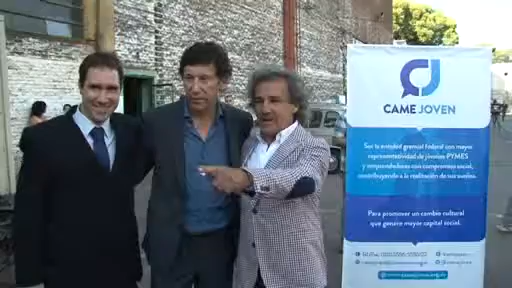 CAME JOVEN
Ser la entidad gremial federal con mayor
representatividad de jóvenes PYMES
y emprendedores con compromiso social,
contribuyendo a la realización de sus sueños.
Para promover un cambio cultural
que genere mayor capital social.